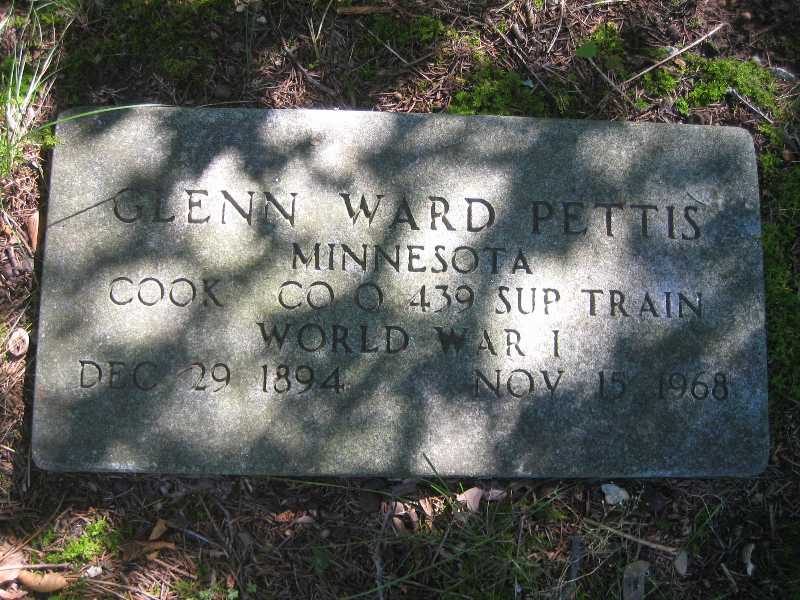 GLENN WARD PETTIS
MINNESOTA
COOK CO O 439 SUP TRAIN
WORLD WAR I
DEC 29 1894 NOV 15 1968